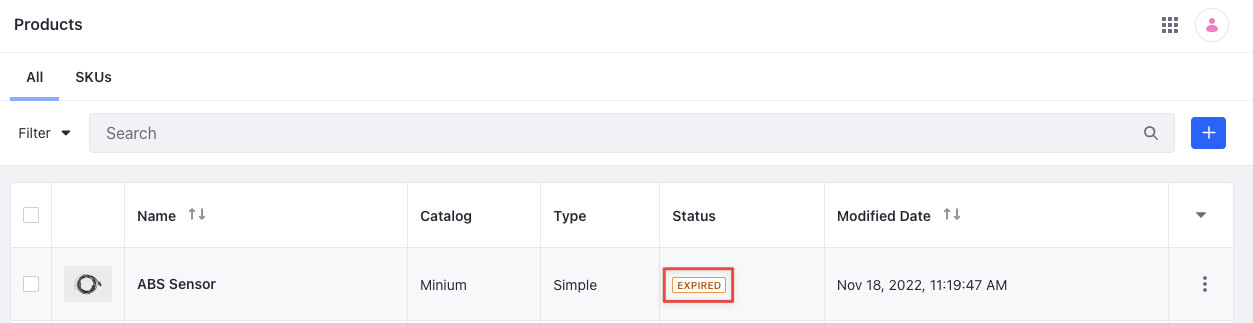 Products
All SKUs
Filter Search
Name Catalog Type Status Modified Date
ABS Sensor Minium Simple EXPIRED Nov 18, 2022, 11:19:47 AM